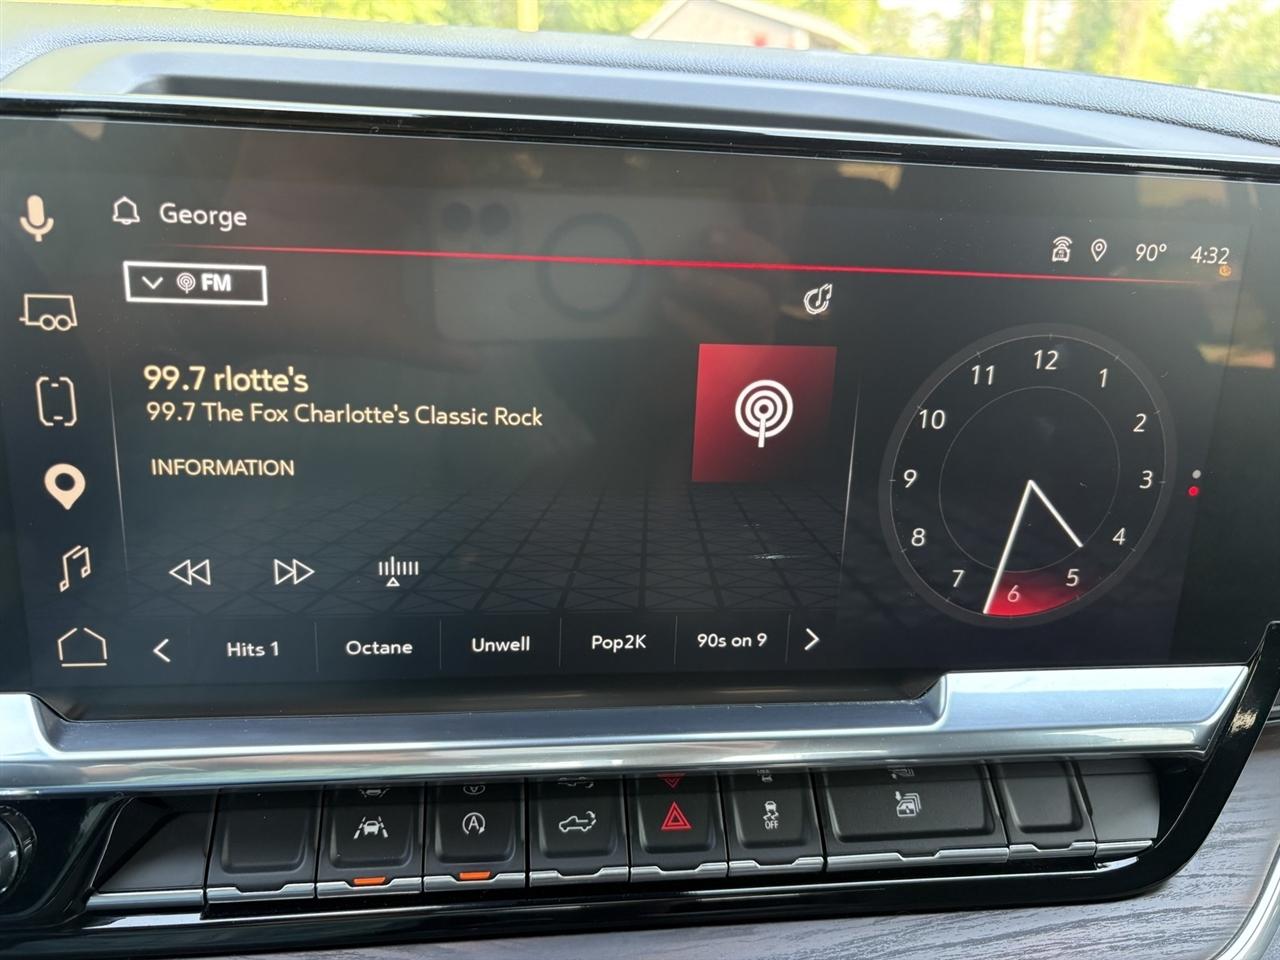 George
90° 4:32
FM
99.7 rlotte's
99.7 The Fox Charlotte's Classic Rock
INFORMATION
12
1
2
3
4
5
6
7
8
9
10
11
Hits 1
Octane
Unwell
Pop2K
90s on 9
A
OFF